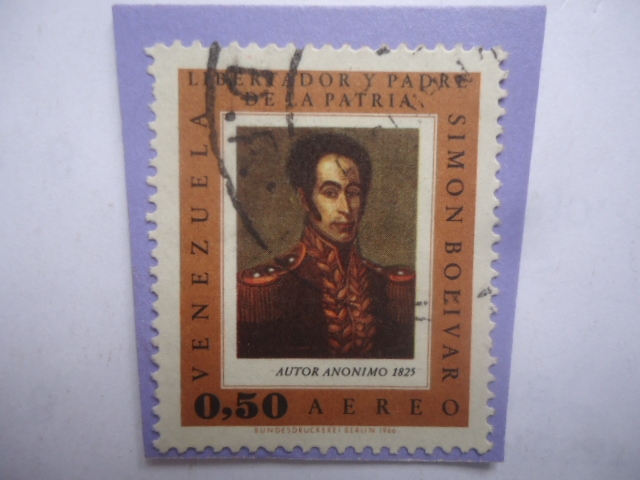 LIBERTADOR Y PADRE
DE LA PATRIA
VENEZUELA
SIMON BOLIVAR
AUTOR ANONIMO 1825
0,50 AEREO
BUNDESDRUCKEREI BERLIN 1966